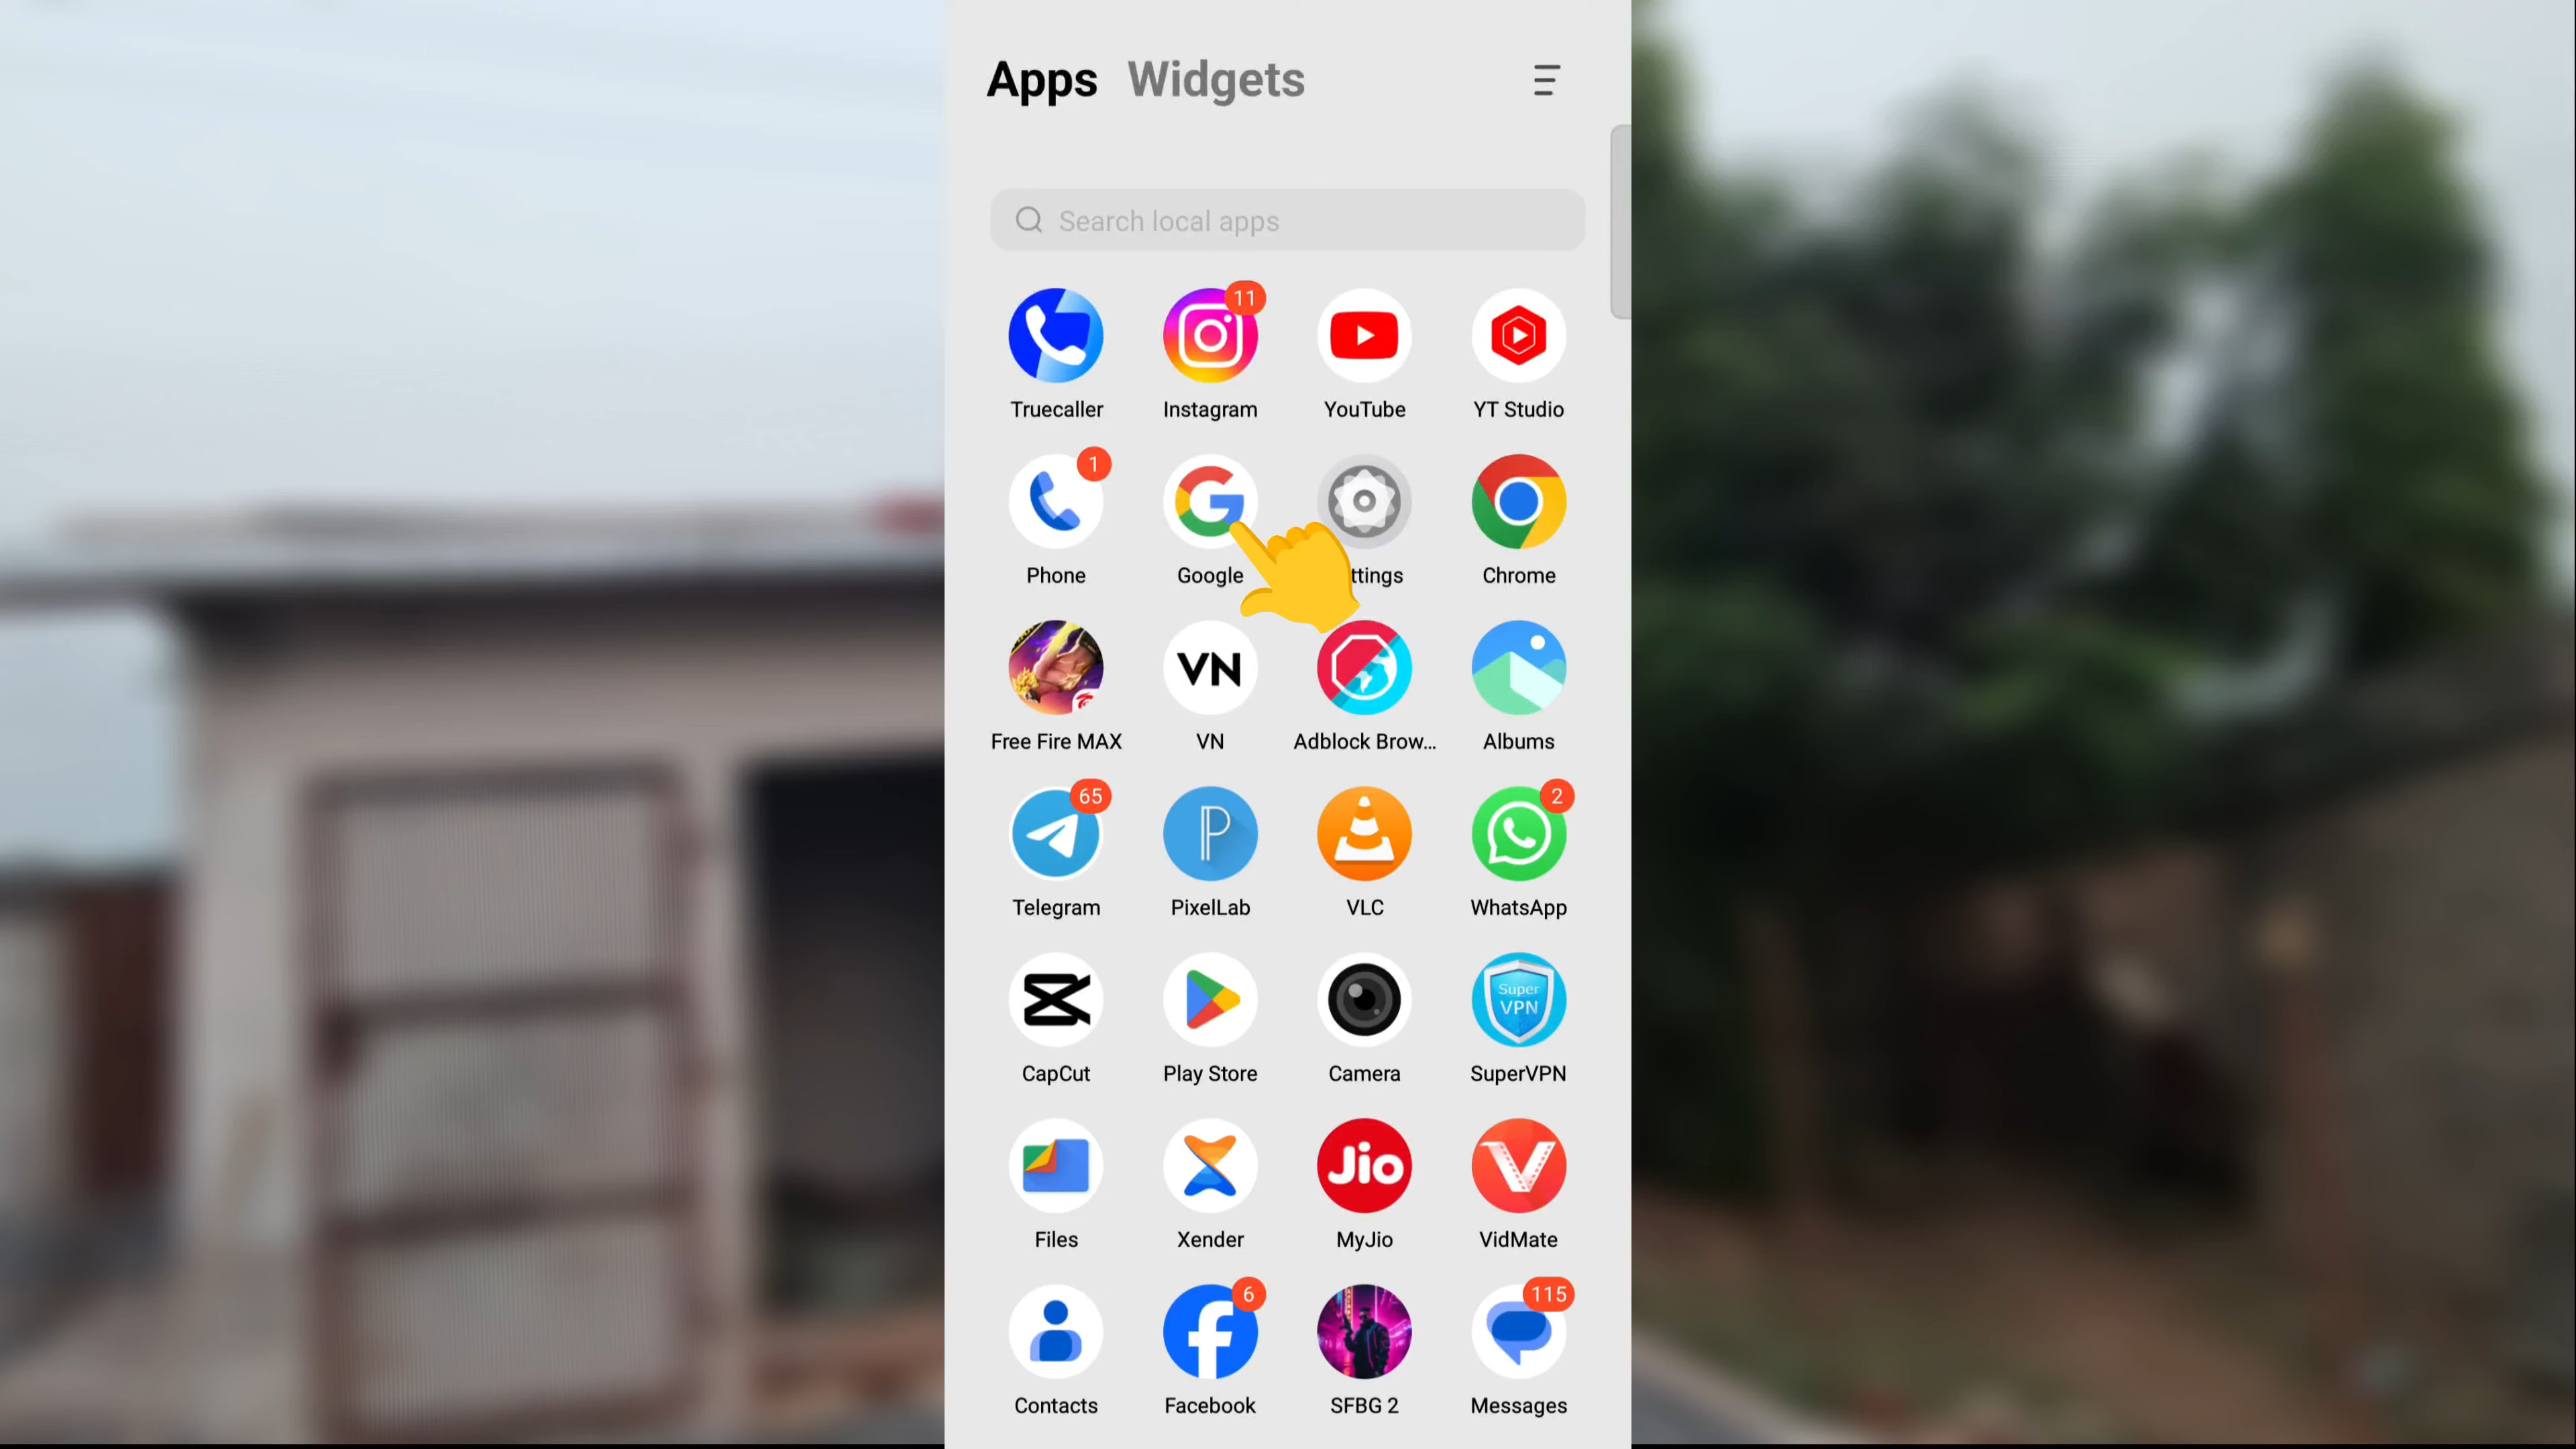 Apps Widgets
Search local apps
11
Truecaller Instagram YouTube YT Studio
1
Phone Google ttings Chrome
VN
Free Fire MAX VN Adblock Brow... Albums
65 2
Telegram PixelLab VLC WhatsApp
Super
VPN
CapCut Play Store Camera SuperVPN
Jio
Files Xender MyJio VidMate
6 115
Contacts Facebook SFBG 2 Messages